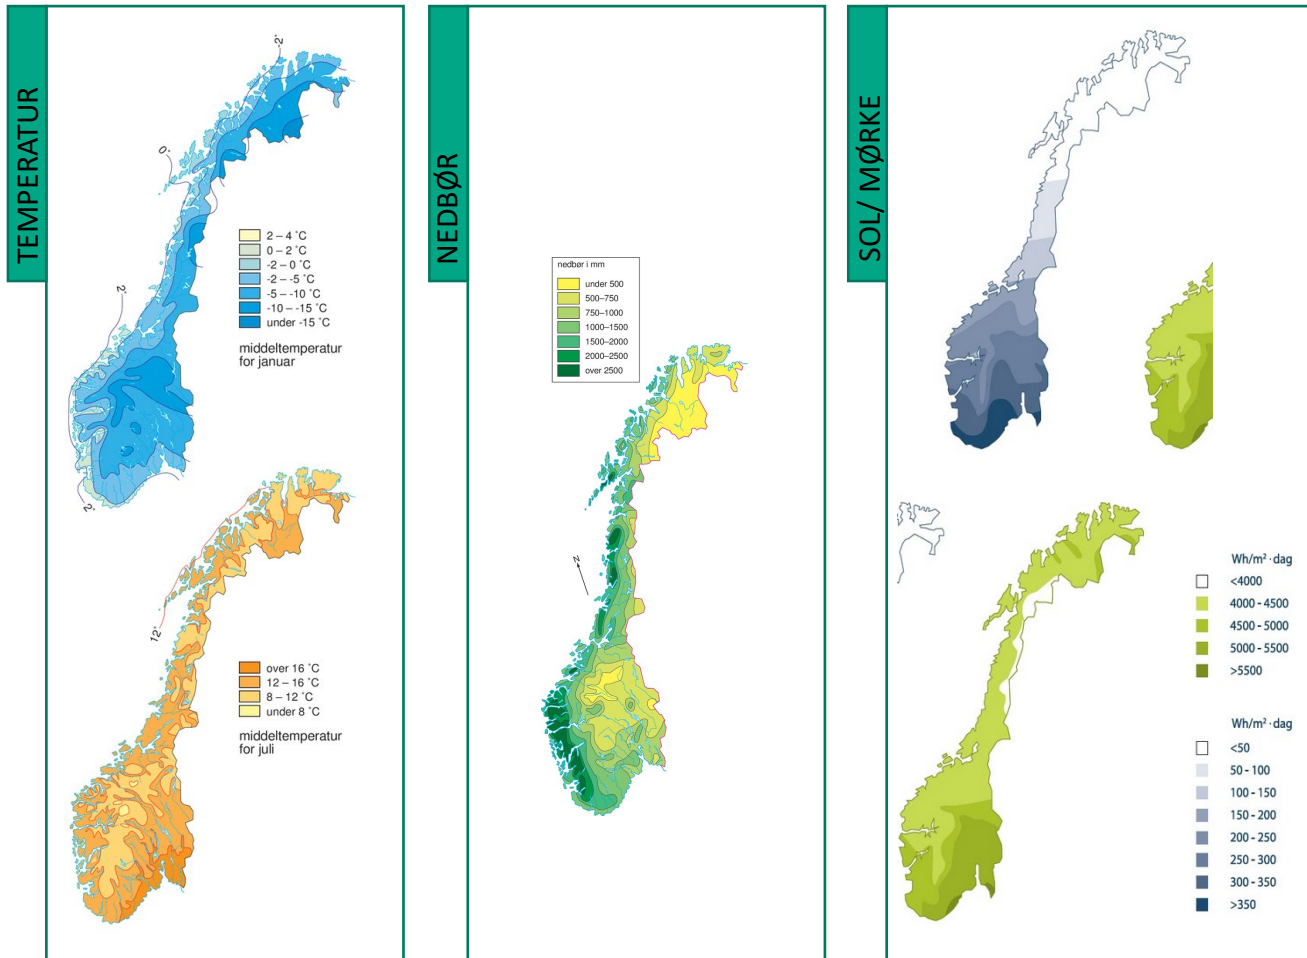 TEMPERATUR
-2°
0°
2°
2°
2 – 4 °C
0 – 2 °C
-2 – 0 °C
-2 – -5 °C
-5 – -10 °C
-10 – -15 °C
under -15 °C
middeltemperatur
for januar
12°
over 16 °C
12 – 16 °C
8 – 12 °C
under 8 °C
middeltemperatur
for juli
NEDBØR
nedbør i mm
under 500
500–750
750–1000
1000–1500
1500–2000
2000–2500
over 2500
N
SOL/ MØRKE
Wh/m² · dag
<4000
4000 - 4500
4500 - 5000
5000 - 5500
>5500
Wh/m² · dag
<50
50 - 100
100 - 150
150 - 200
200 - 250
250 - 300
300 - 350
>350